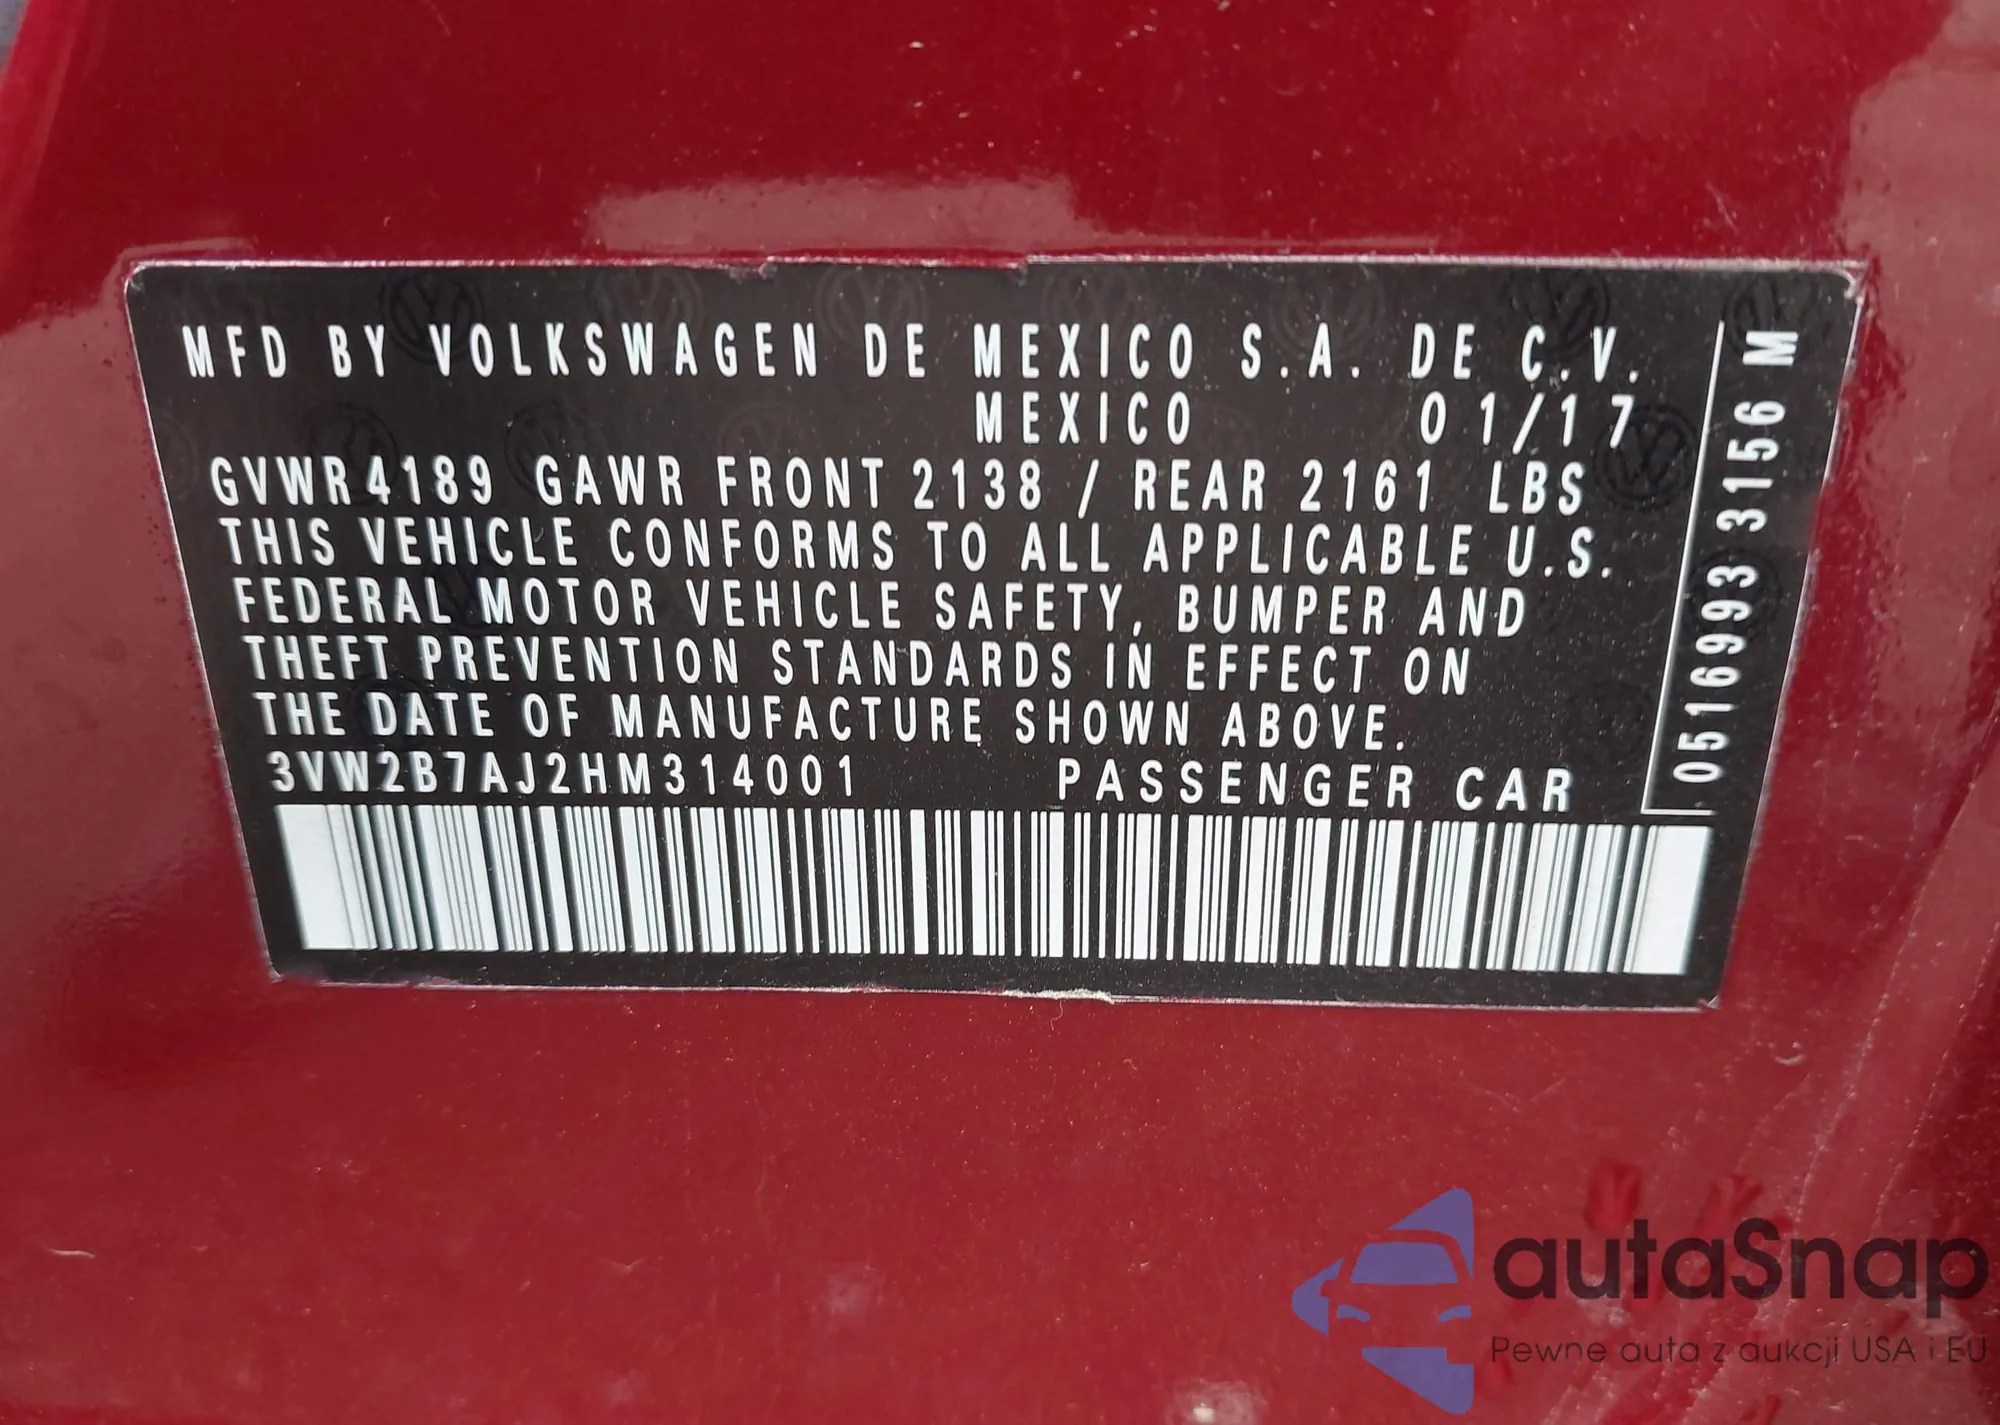 MFD BY VOLKSWAGEN DE MEXICO S.A. DE C.V.
MEXICO 01/17
GVWR 4189 GAWR FRONT 2138 / REAR 2161 LBS
THIS VEHICLE CONFORMS TO ALL APPLICABLE U.S.
FEDERAL MOTOR VEHICLE SAFETY, BUMPER AND
THEFT PREVENTION STANDARDS IN EFFECT ON
THE DATE OF MANUFACTURE SHOWN ABOVE.
3VW2B7AJ2HM314001 PASSENGER CAR
0516993 3156 M
autaSnap
Pewne auta z aukcji USA i EU